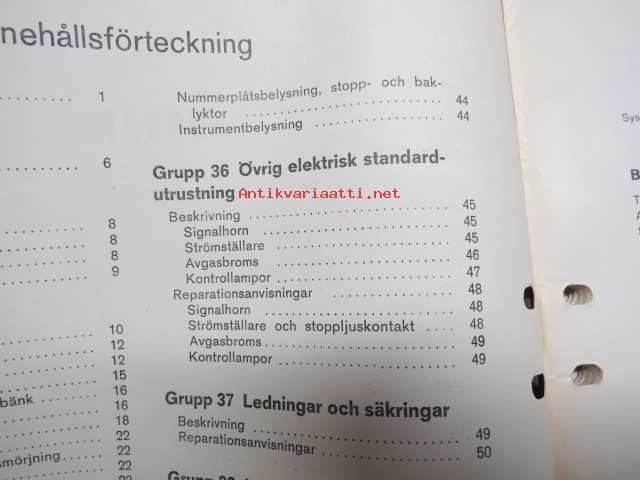 nehållsförteckning
1
6
8
8
8
9
10
12
12
15
bänk 16
16
18
22
22
mörjning 22
22
Nummerplåtsbelysning, stopp- och bak-
lyktor 44
Instrumentbelysning 44
Grupp 36 Övrig elektrisk standard-
utrustning
Antikvariaatti.net
Beskrivning 45
Signalhorn 45
Strömställare 45
Avgasbroms 46
Kontrollampor 47
Reparationsanvisningar 48
Signalhorn 48
Strömställare och stoppljuskontakt 48
Avgasbroms 49
Kontrollampor 49
Grupp 37 Ledningar och säkringar
Beskrivning 49
Reparationsanvisningar 50
Sys
B
T
A